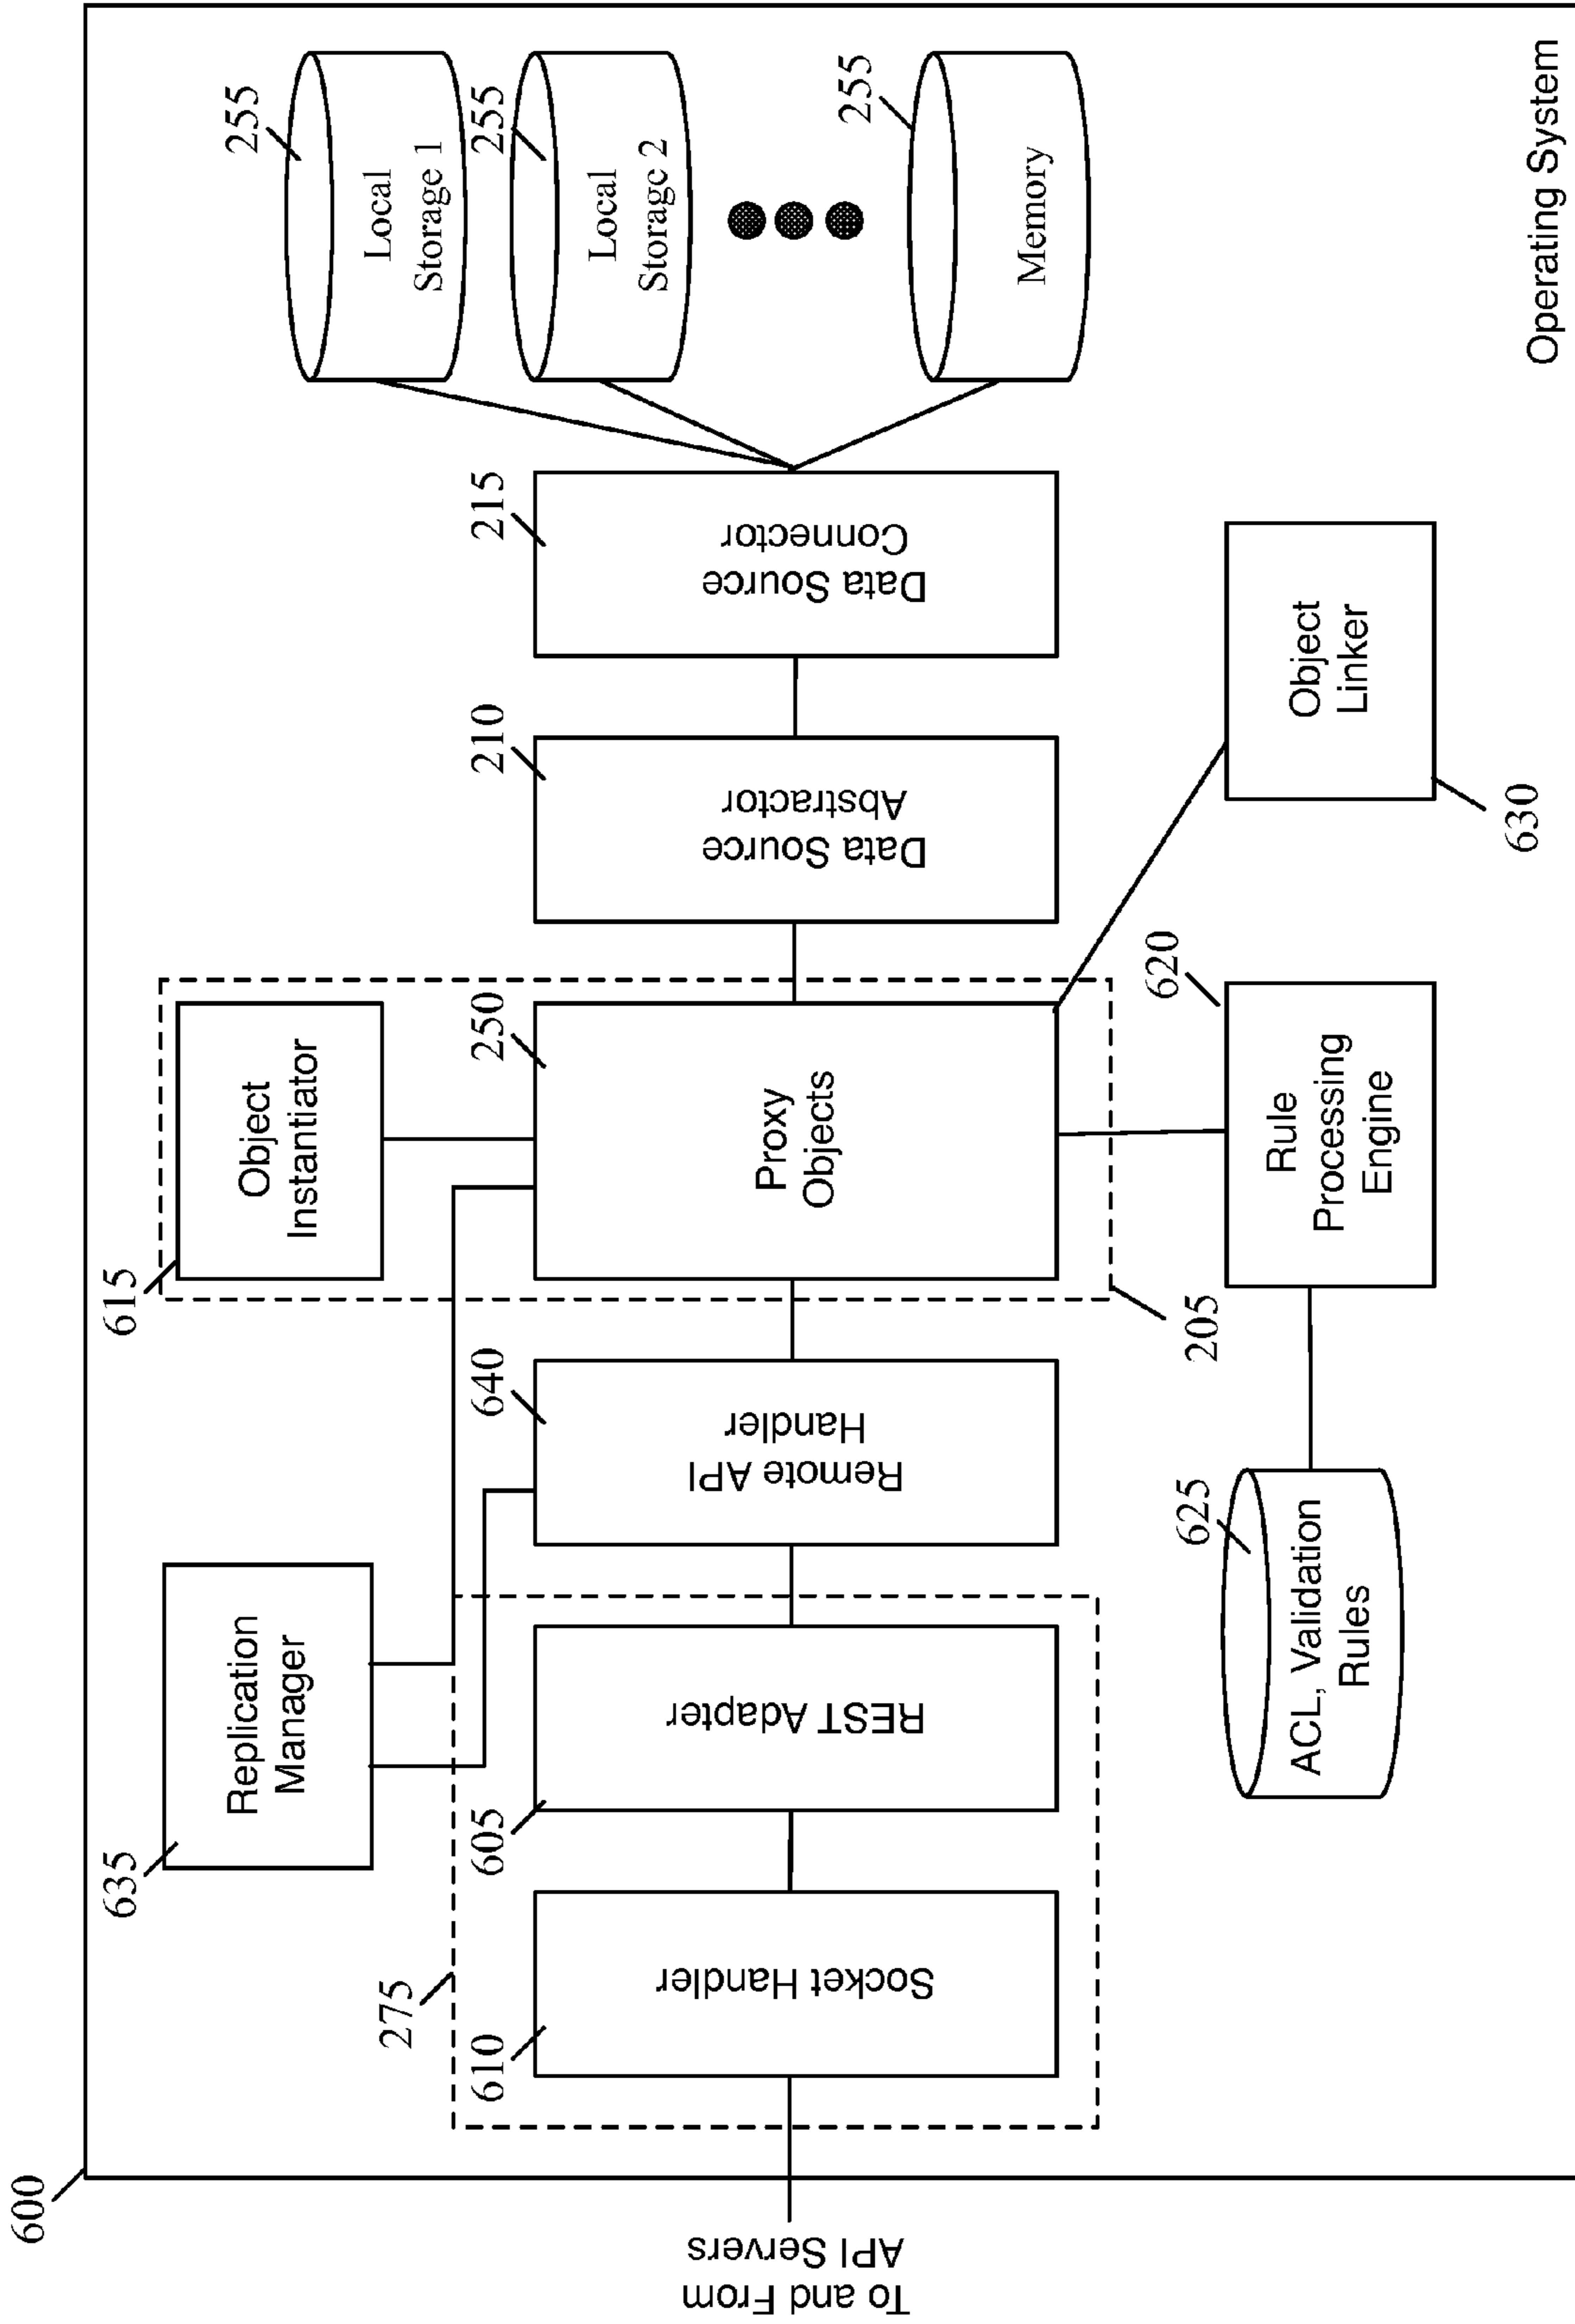 600
635
Replication
Manager
615
Object
Instantiator
255
Local
Storage 1
275
610
Socket Handler
605
REST Adapter
640
Remote API
Handler
250
Proxy
Objects
210
Data Source
Abstractor
215
Data Source
Connector
255
Local
Storage 2
To and From
API Servers
255
Memory
205
625
ACL, Validation
Rules
620
Rule
Processing
Engine
Object
Linker
630
Operating System